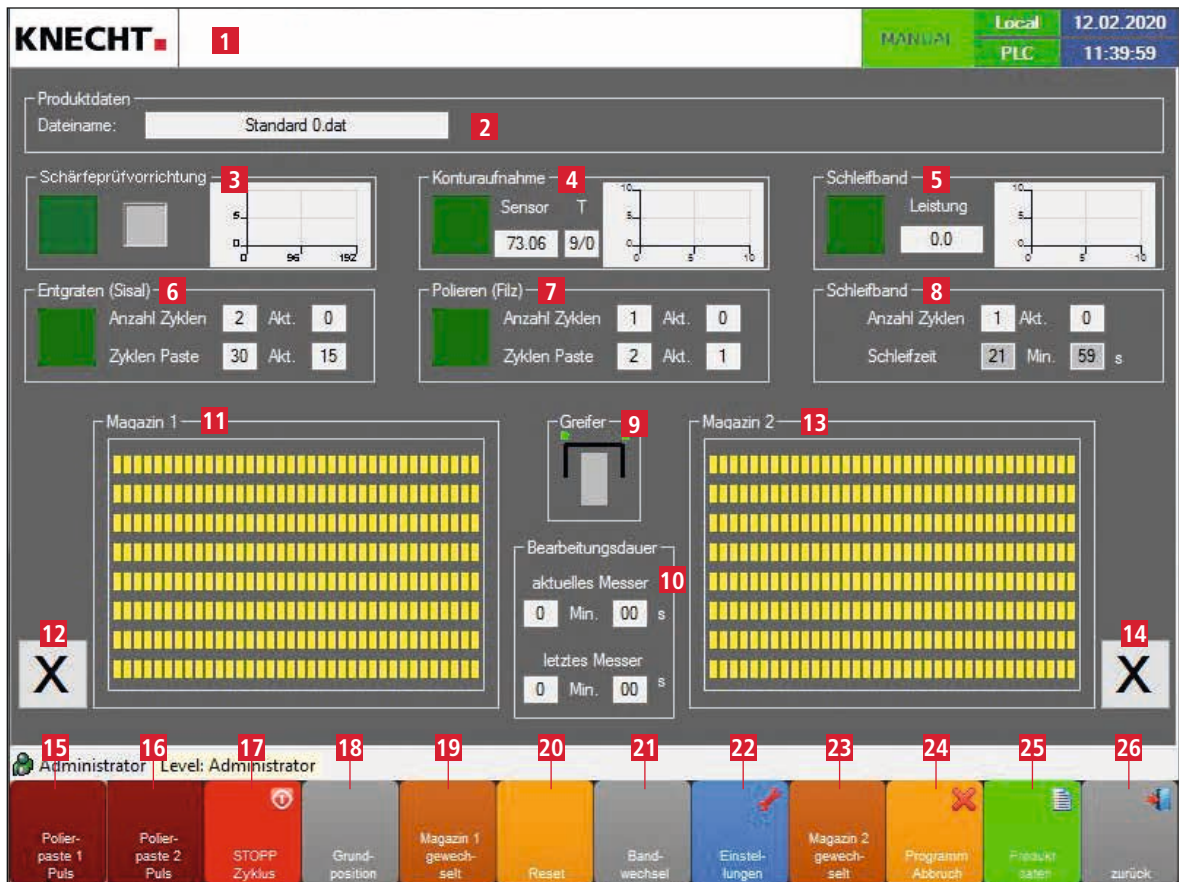 KNECHT
1
MANUAL
Local
12.02.2020
PLC
11:39:59
Produktdaten
Dateiname: Standard 0.dat 2
Schärfeprüfvorrichtung 3
5
0
0 96 192
Konturaufnahme 4
Sensor T
73.06 9/0
10
5
0
0 5 10
Schleifband 5
Leistung
0.0
10
5
0
0 5 10
Entgraten (Sisal) 6
Anzahl Zyklen 2 Akt. 0
Zyklen Paste 30 Akt. 15
Polieren (Filz) 7
Anzahl Zyklen 1 Akt. 0
Zyklen Paste 2 Akt. 1
Schleifband 8
Anzahl Zyklen 1 Akt. 0
Schleifzeit 21 Min. 59 s
Magazin 1 11
Greifer 9
Magazin 2 13
Bearbeitungsdauer
aktuelles Messer 10
0 Min. 00 s
letztes Messer
0 Min. 00 s
12
X
14
X
15 16 17 18 19 20 21 22 23 24 25 26
Administrator Level: Administrator
Polier-
paste 1
Puls
Polier-
paste 2
Puls
STOPP
Zyklus
Grund-
position
Magazin 1
gewech-
selt
Reset
Band-
wechsel
Einstel-
lungen
Magazin 2
gewech-
selt
Programm
Abbruch
Produkt
daten
zurück